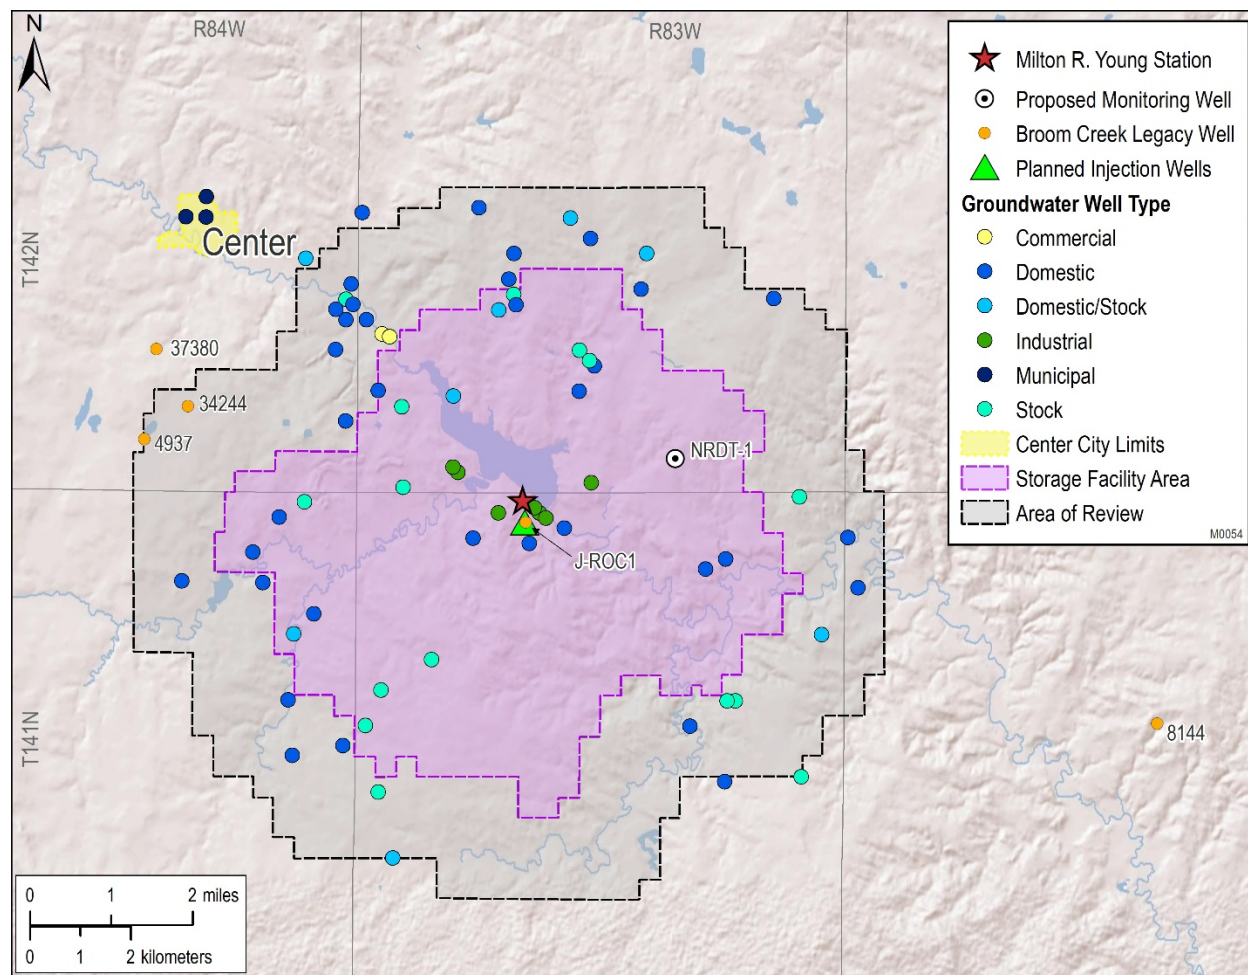 N
R84W
R83W
T142N
T141N
Center
37380
34244
4937
NRDT-1
J-ROC1
8144
Milton R. Young Station
Proposed Monitoring Well
Broom Creek Legacy Well
Planned Injection Wells
Groundwater Well Type
Commercial
Domestic
Domestic/Stock
Industrial
Municipal
Stock
Center City Limits
Storage Facility Area
Area of Review
M0054
0 1 2 miles
0 1 2 kilometers